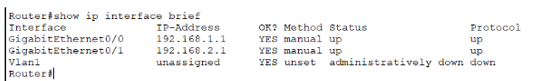 Router#show ip interface brief
Interface IP-Address OK? Method Status Protocol
GigabitEthernet0/0 192.168.1.1 YES manual up up
GigabitEthernet0/1 192.168.2.1 YES manual up up
Vlan1 unassigned YES unset administratively down down
Router#